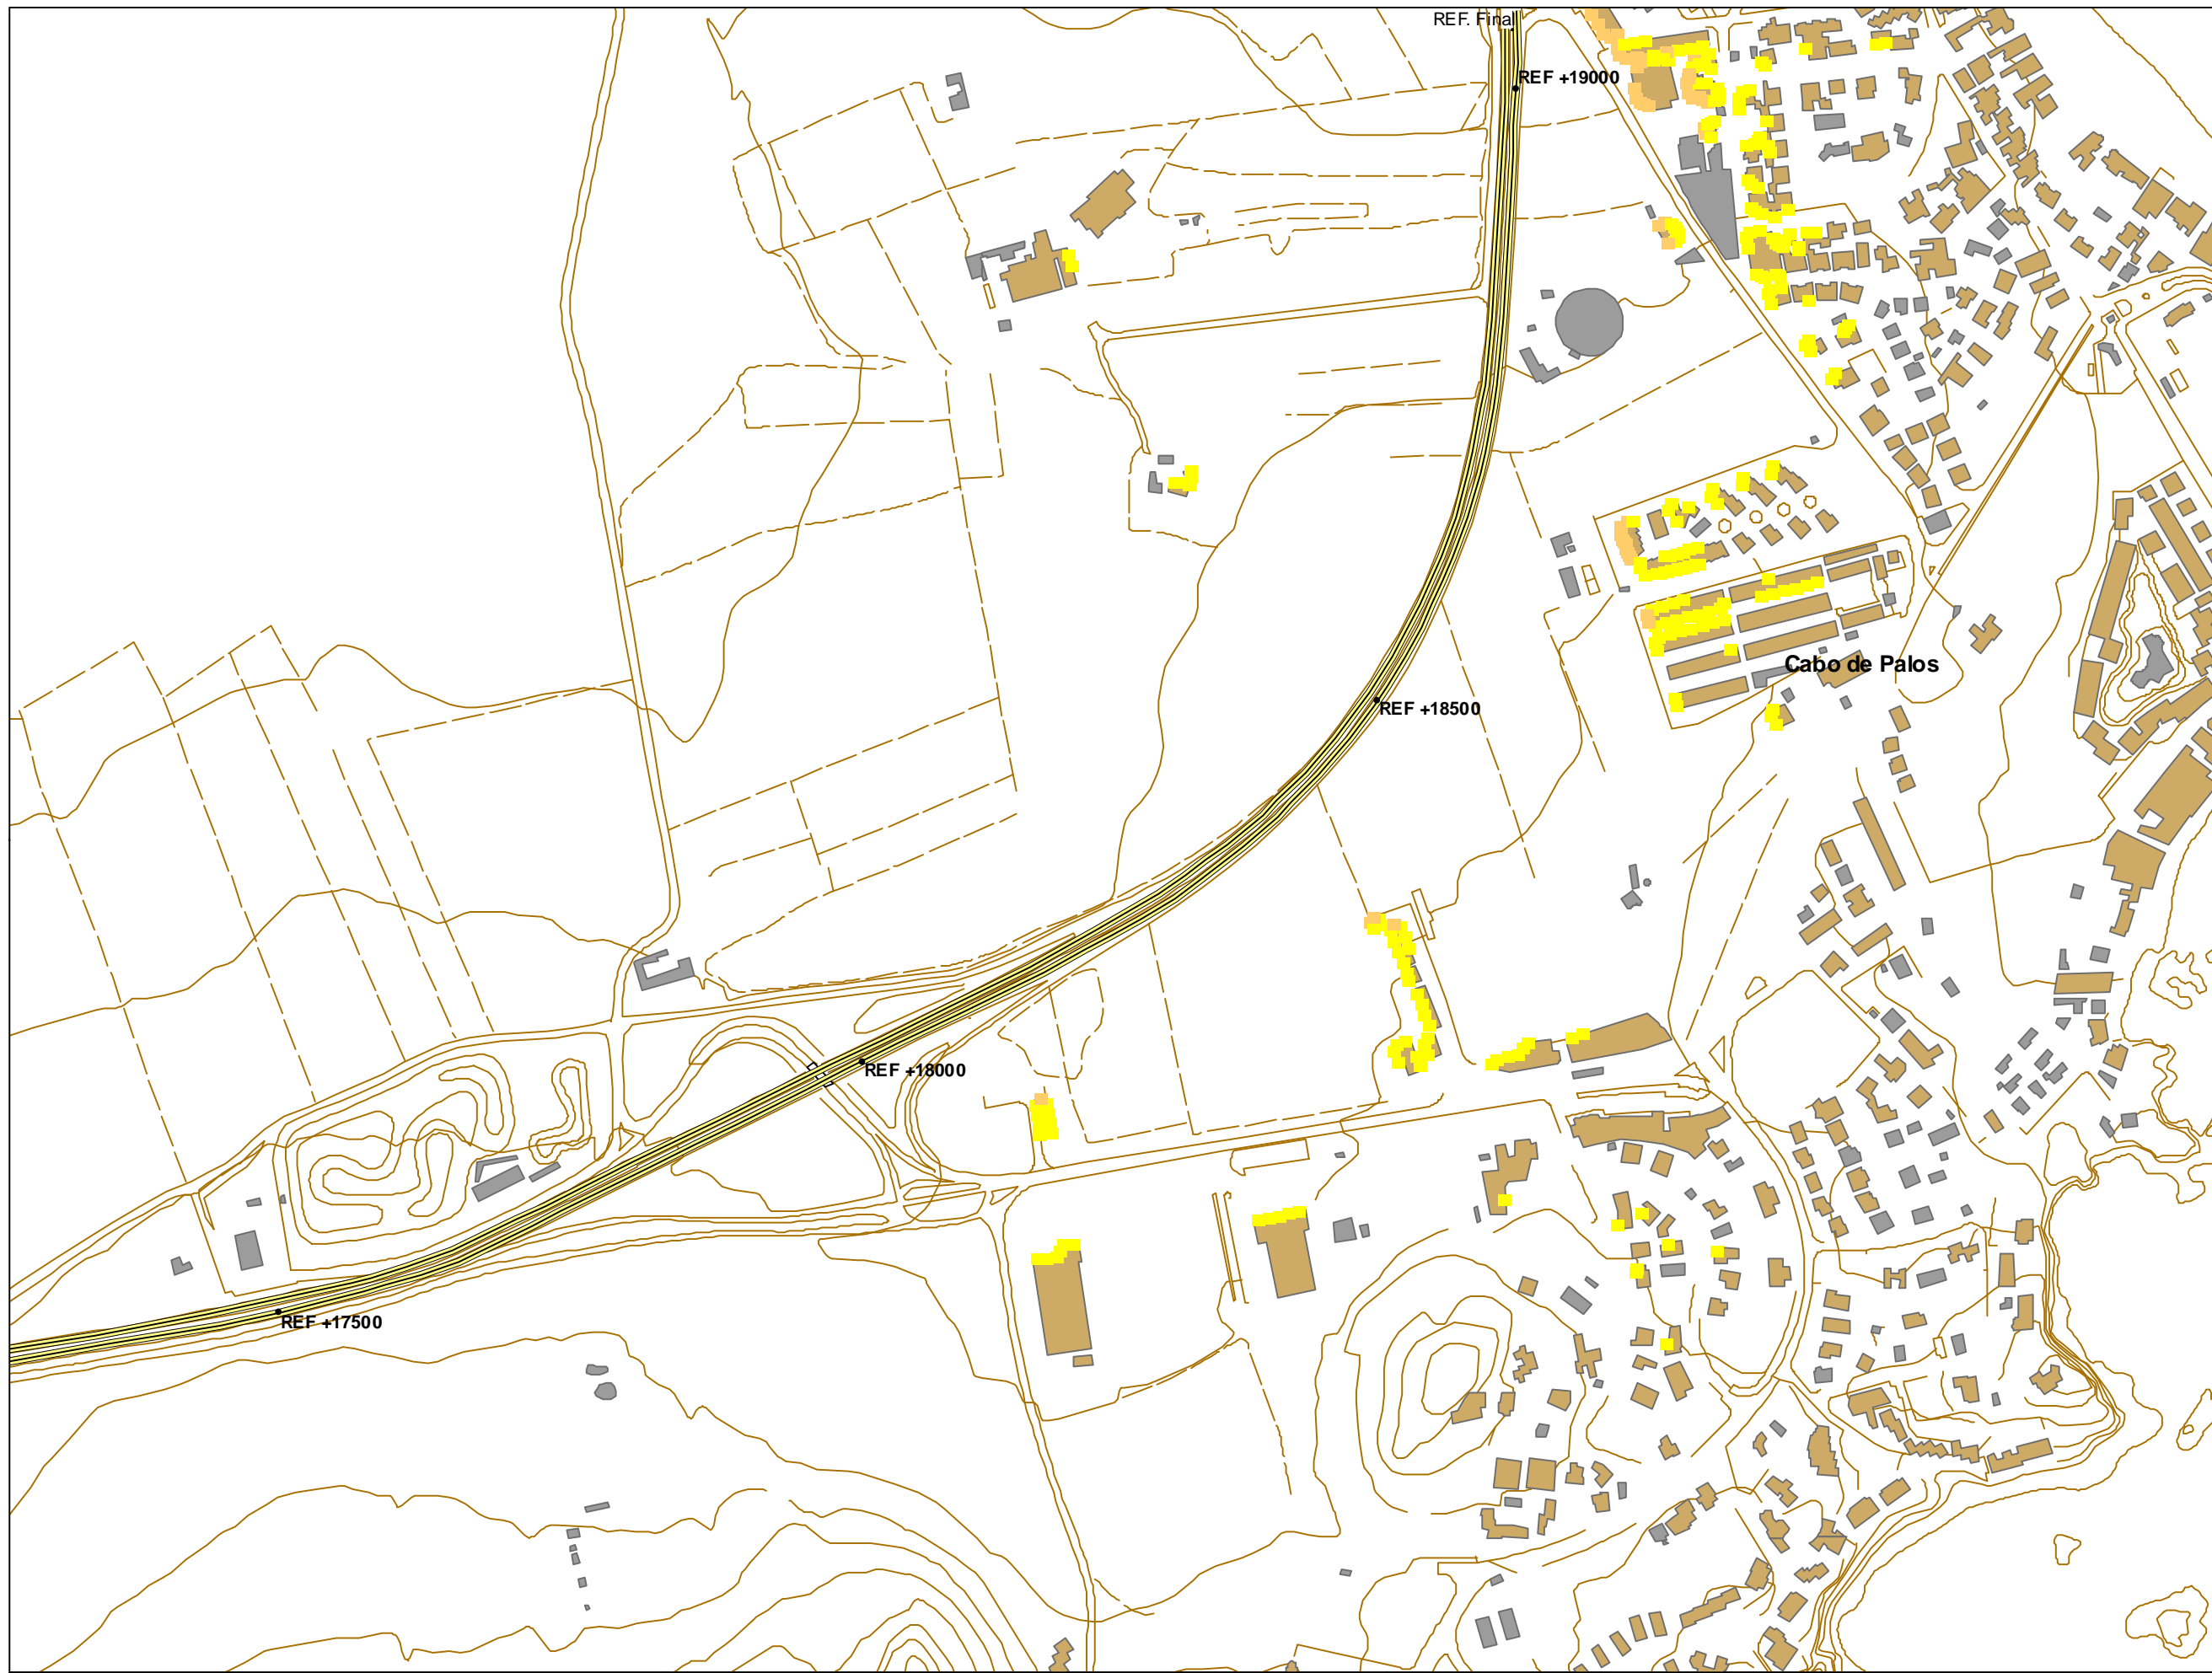 REF. Final
REF +19000
Cabo de Palos
REF +18500
REF +18000
REF +17500